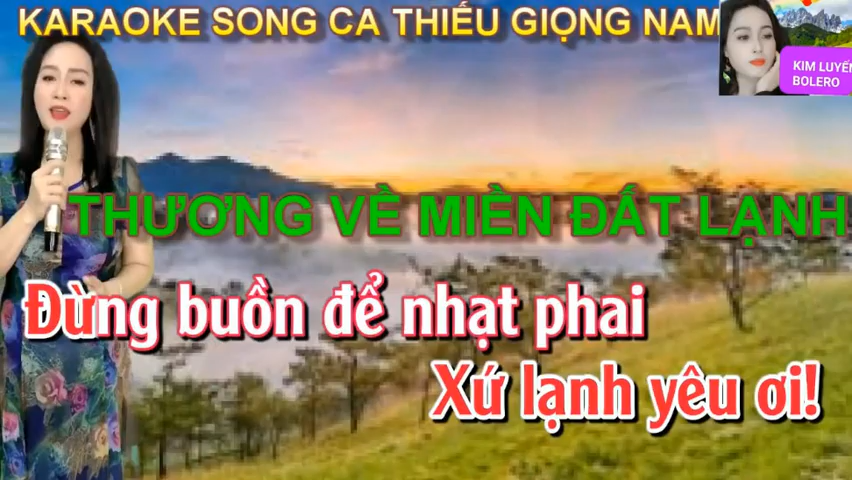 KARAOKE SONG CA THIẾU GIỌNG NAM
KIM LUYẾN
BOLERO
THƯƠNG VỀ MIỀN ĐẤT LẠNH
Đừng buồn để nhạt phai
Xứ lạnh yêu ơi!